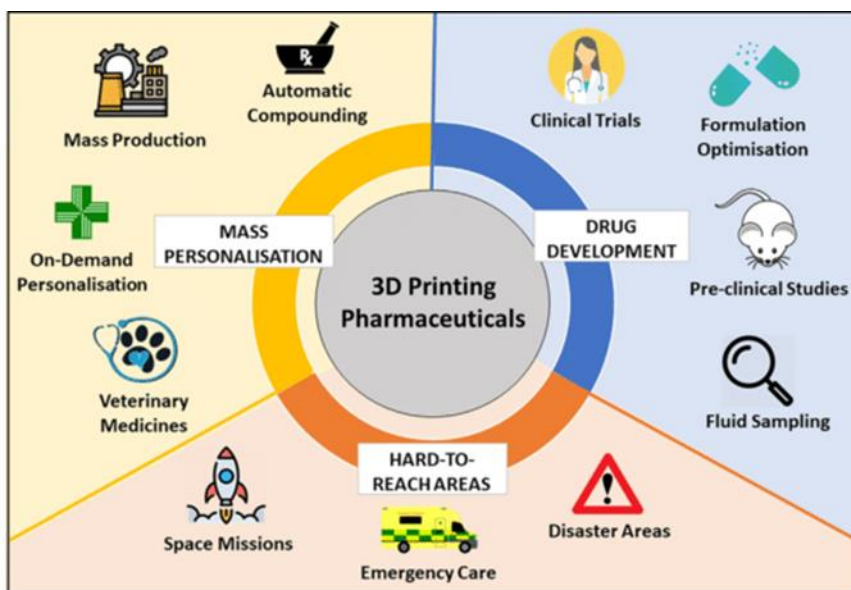 3D Printing
Pharmaceuticals
MASS
PERSONALISATION
Automatic
Compounding
Mass Production
On-Demand
Personalisation
Veterinary
Medicines
DRUG
DEVELOPMENT
Clinical Trials
Formulation
Optimisation
Pre-clinical Studies
Fluid Sampling
HARD-TO-
REACH AREAS
Space Missions
Emergency Care
Disaster Areas